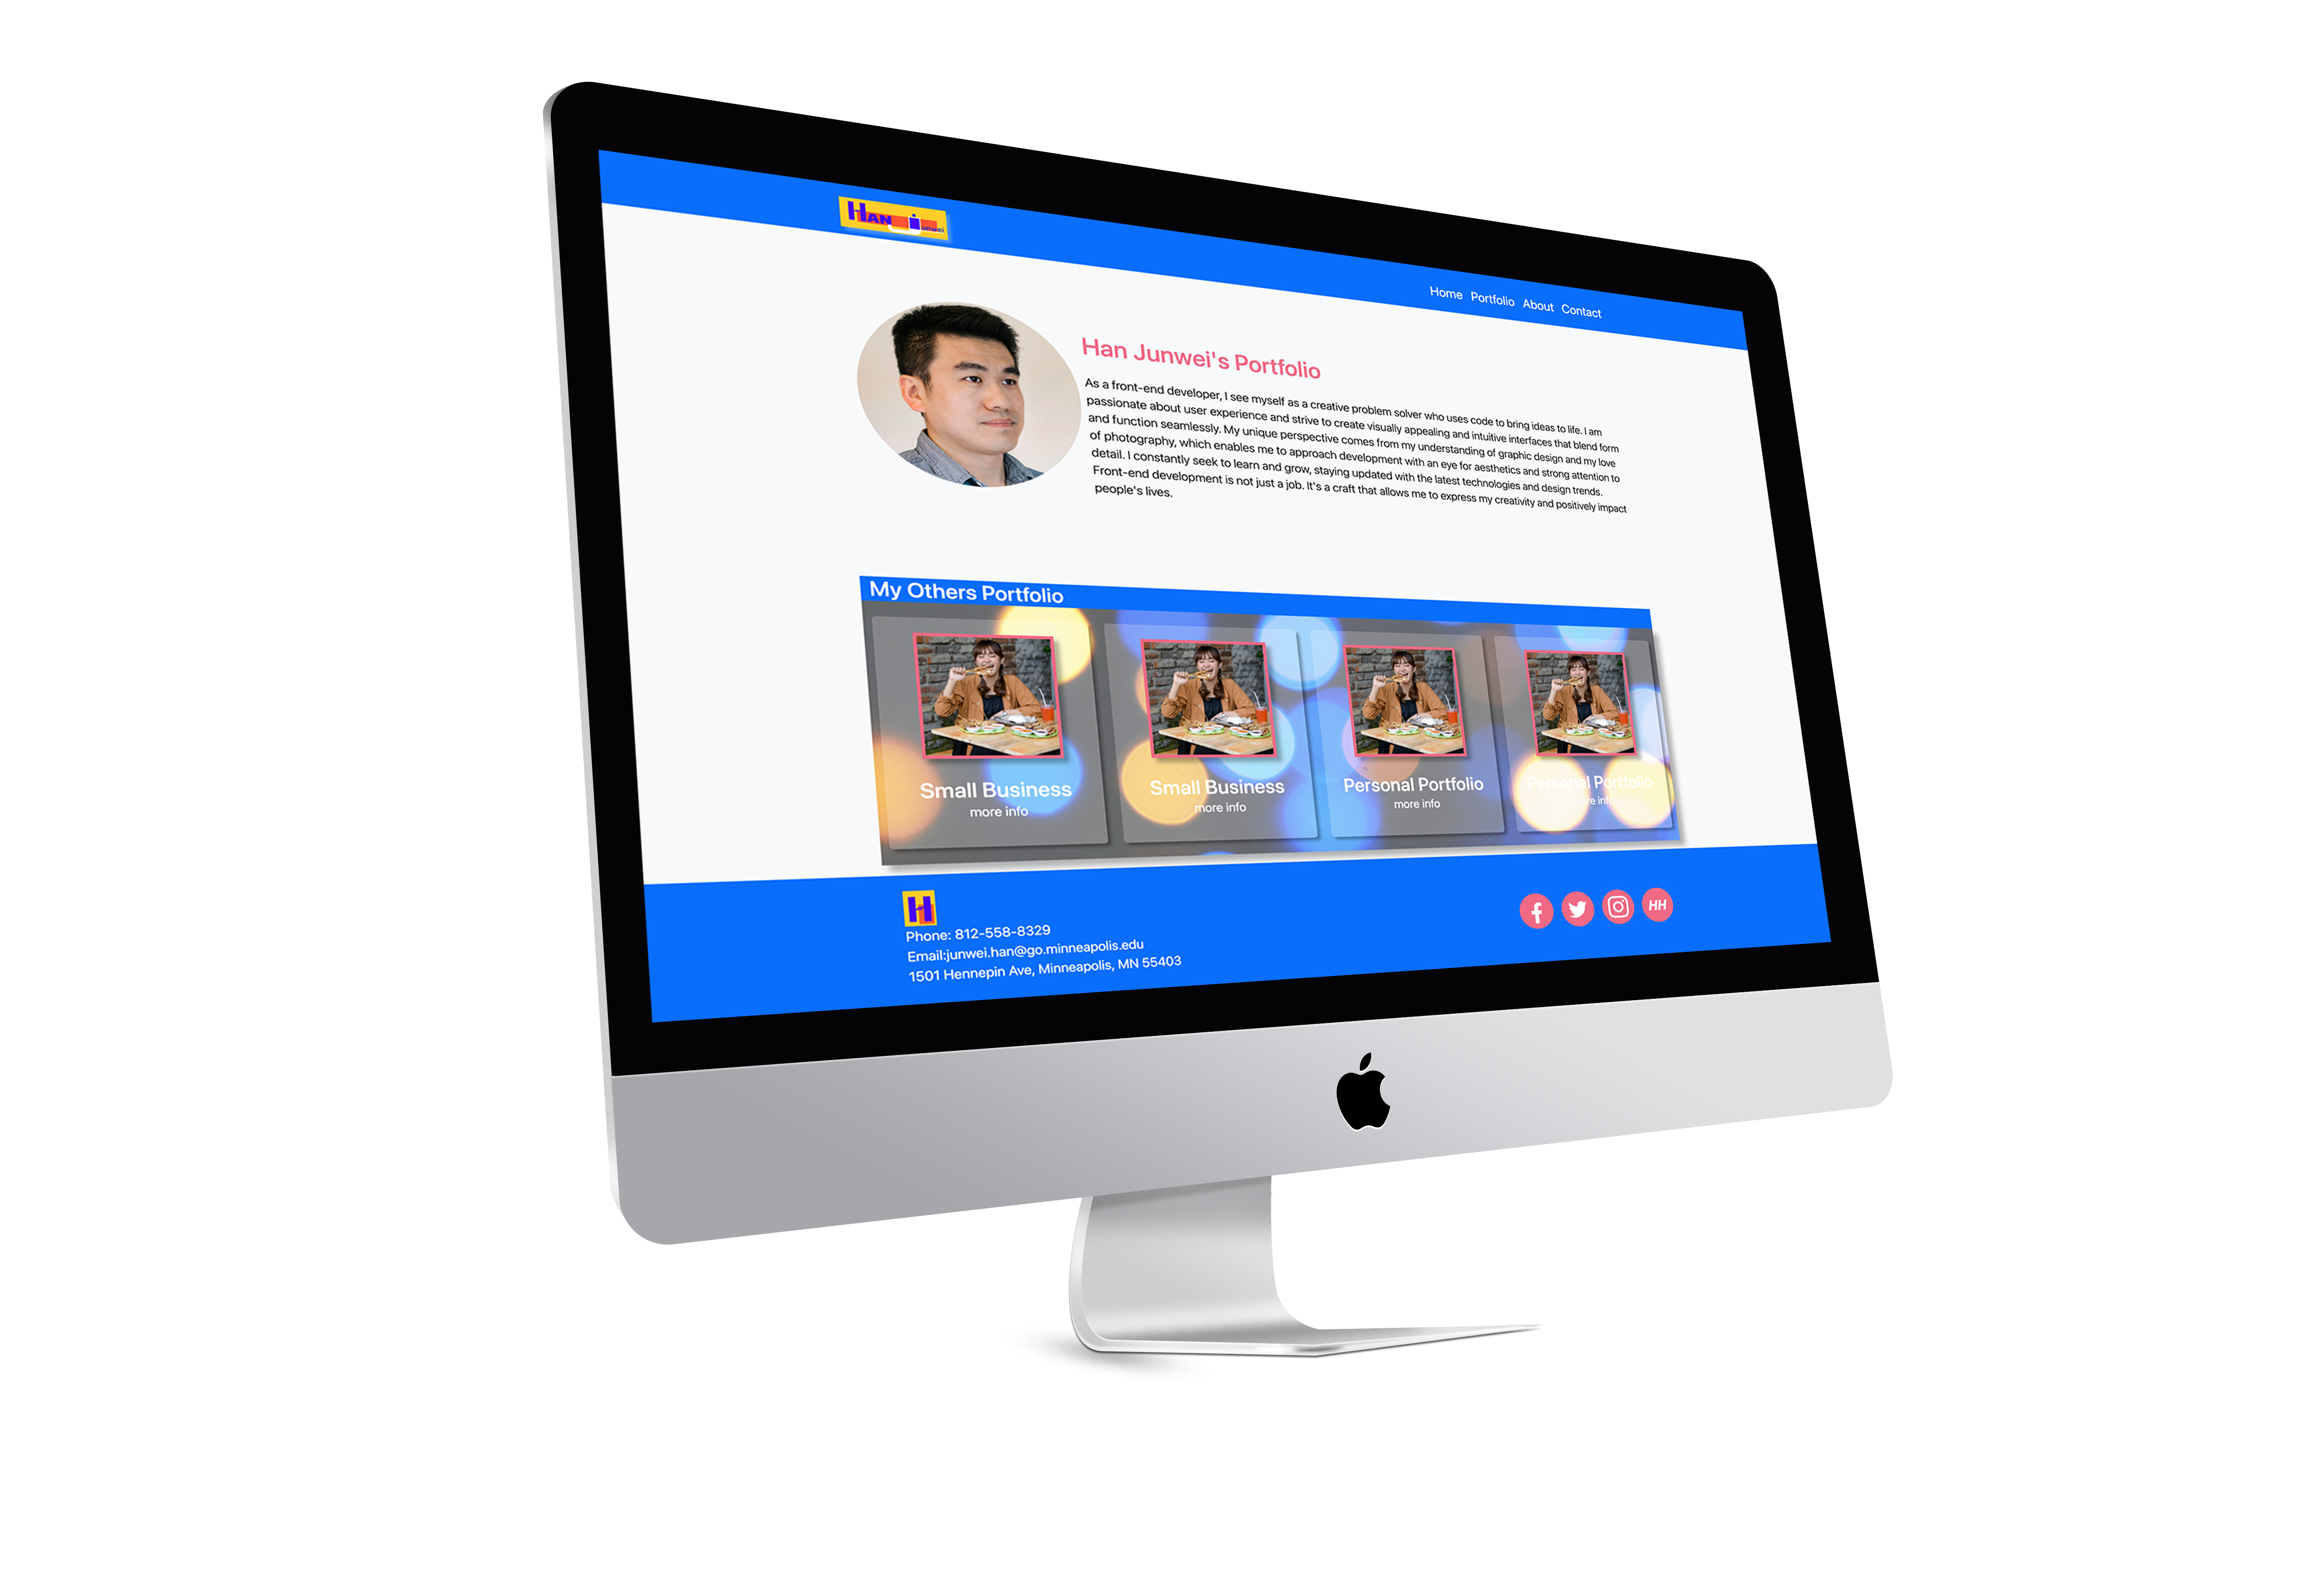 Han Junwei
Home Portfolio About Contact
Han Junwei's Portfolio
As a front-end developer, I see myself as a creative problem solver who uses code to bring ideas to life. I am
passionate about user experience and strive to create visually appealing and intuitive interfaces that blend form
and function seamlessly. My unique perspective comes from my understanding of graphic design and my love
of photography, which enables me to approach development with an eye for aesthetics and strong attention to
detail. I constantly seek to learn and grow, staying updated with the latest technologies and design trends.
Front-end development is not just a job. It's a craft that allows me to express my creativity and positively impact
people's lives.
My Others Portfolio
Small Business
more info
Small Business
more info
Personal Portfolio
more info
Personal Portfolio
more info
H
Phone: 812-558-8329
Email:junwei.han@go.minneapolis.edu
1501 Hennepin Ave, Minneapolis, MN 55403
HH